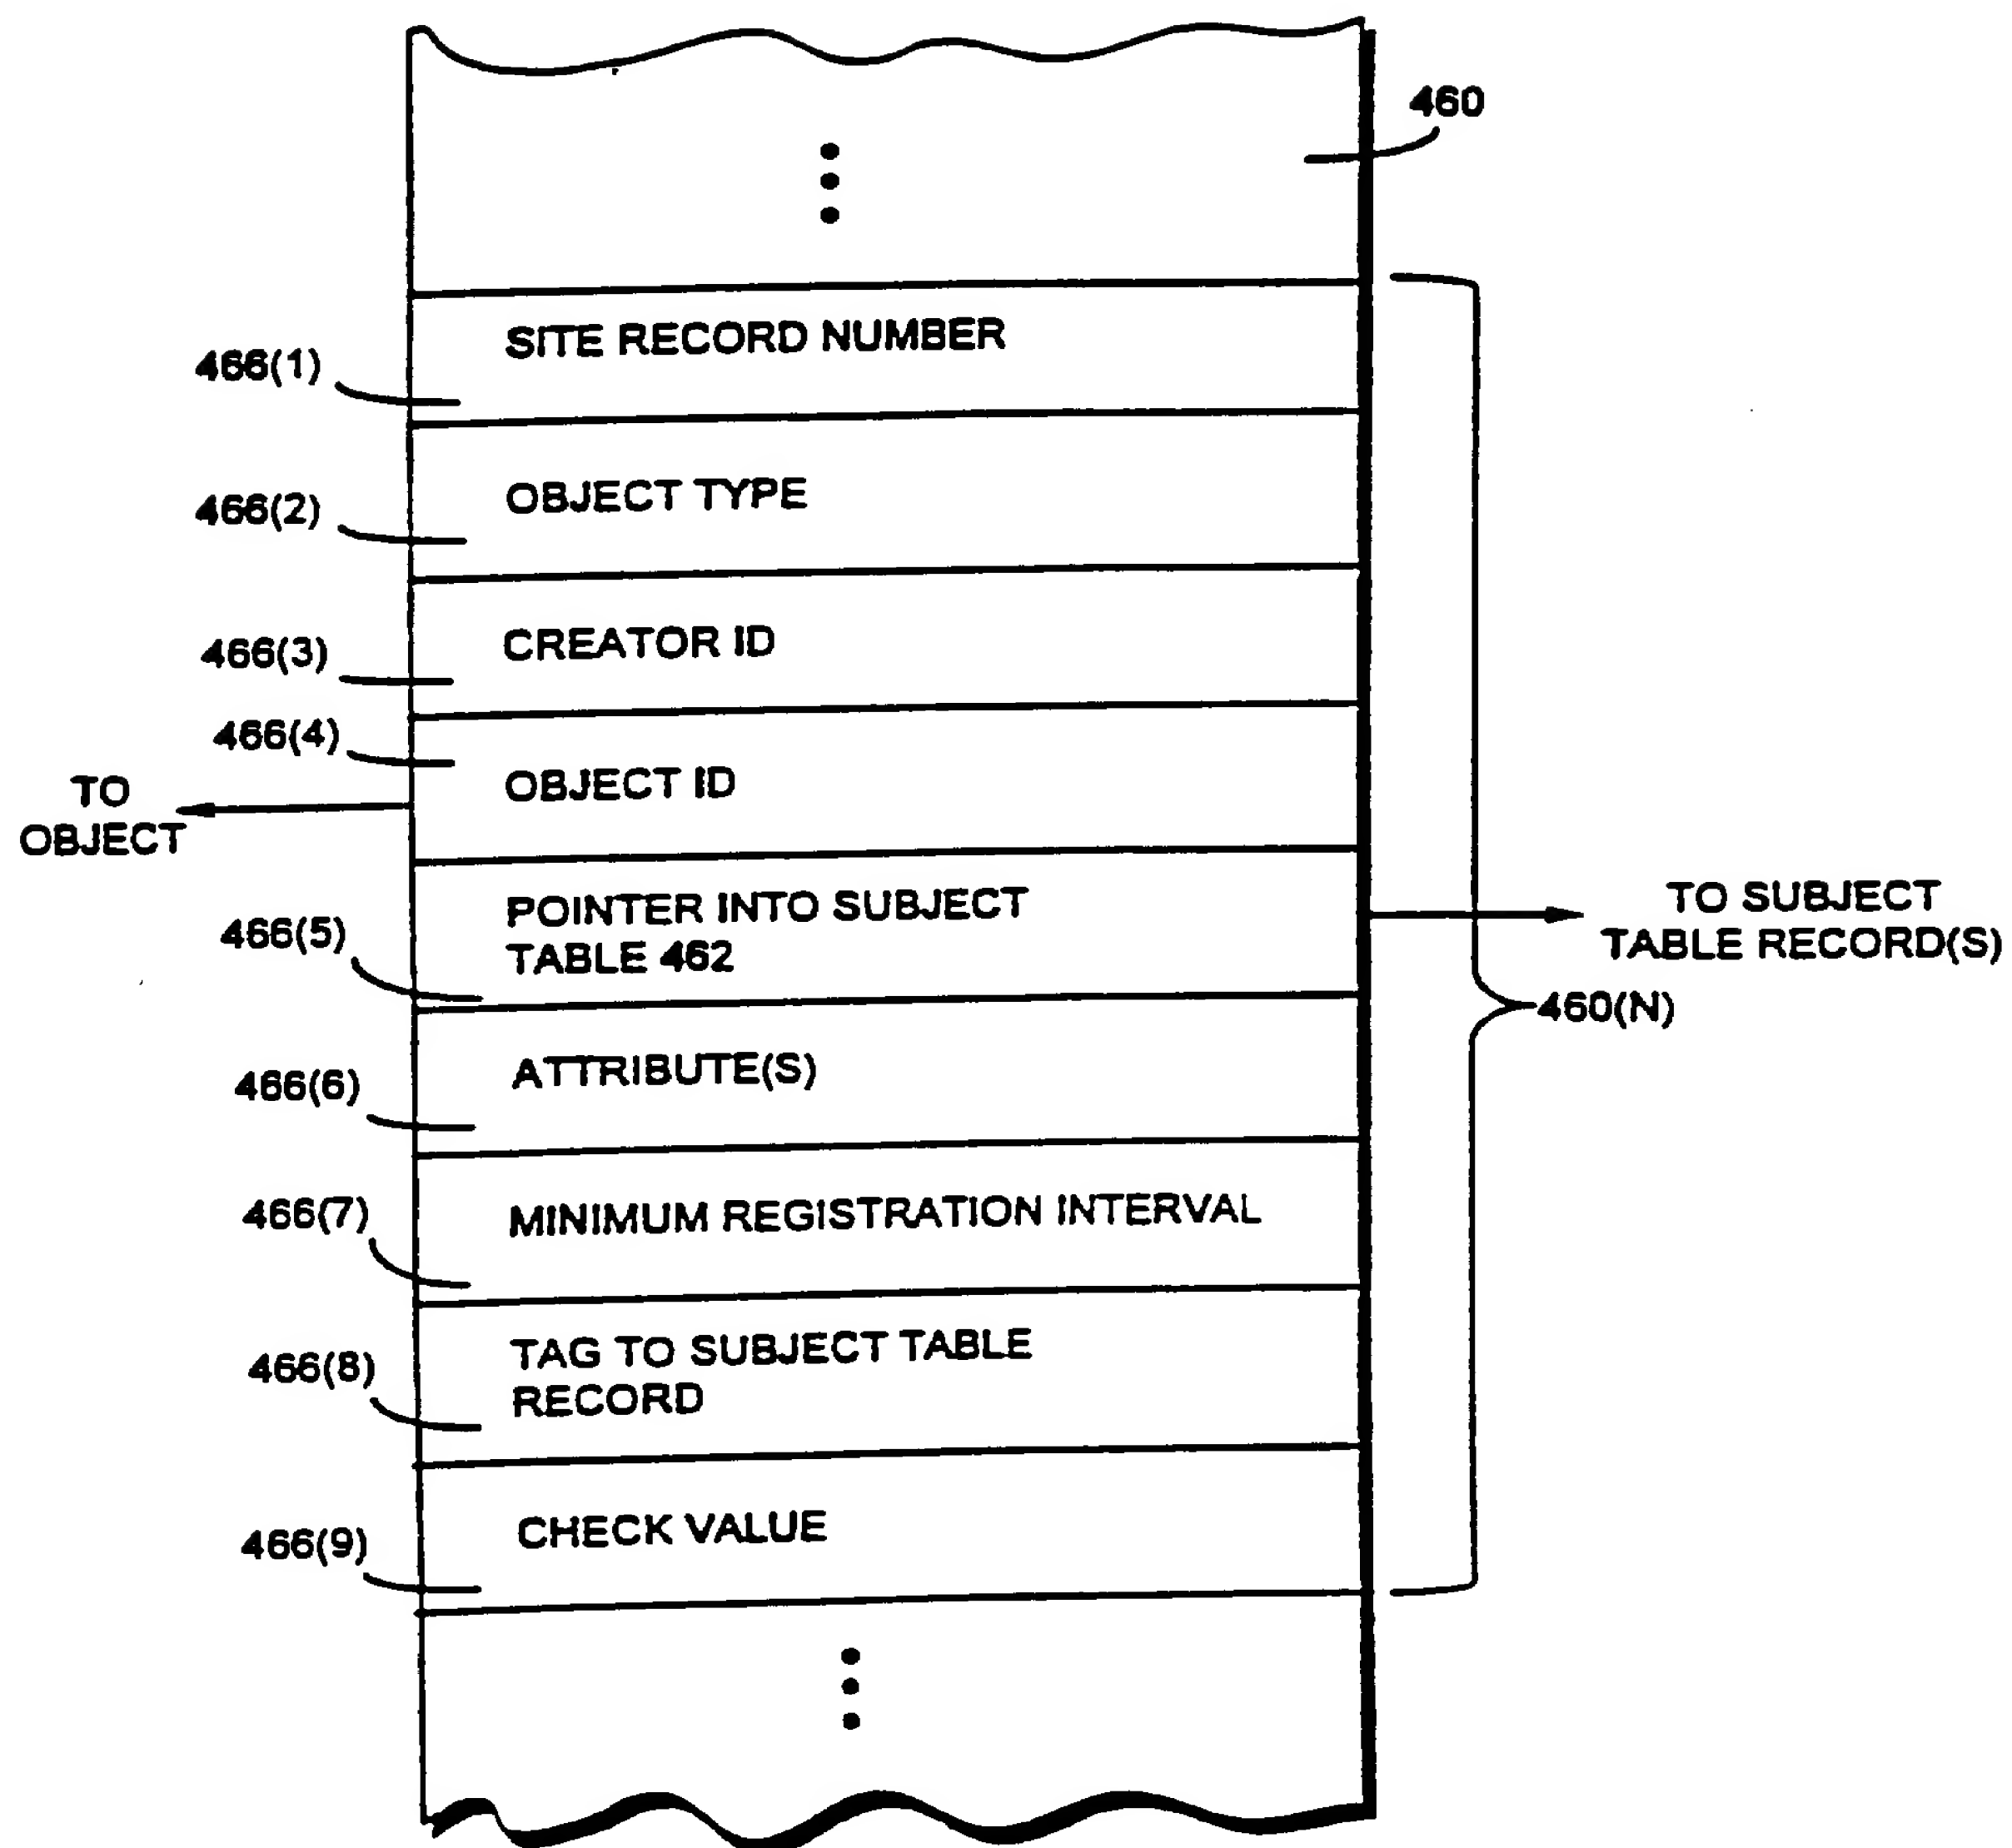 460
SITE RECORD NUMBER
466(1)
OBJECT TYPE
466(2)
CREATOR ID
466(3)
466(4)
OBJECT ID
TO
OBJECT
POINTER INTO SUBJECT
TABLE 462
466(5)
TO SUBJECT
TABLE RECORD(S)
460(N)
ATTRIBUTE(S)
466(6)
MINIMUM REGISTRATION INTERVAL
466(7)
TAG TO SUBJECT TABLE
RECORD
466(8)
CHECK VALUE
466(9)